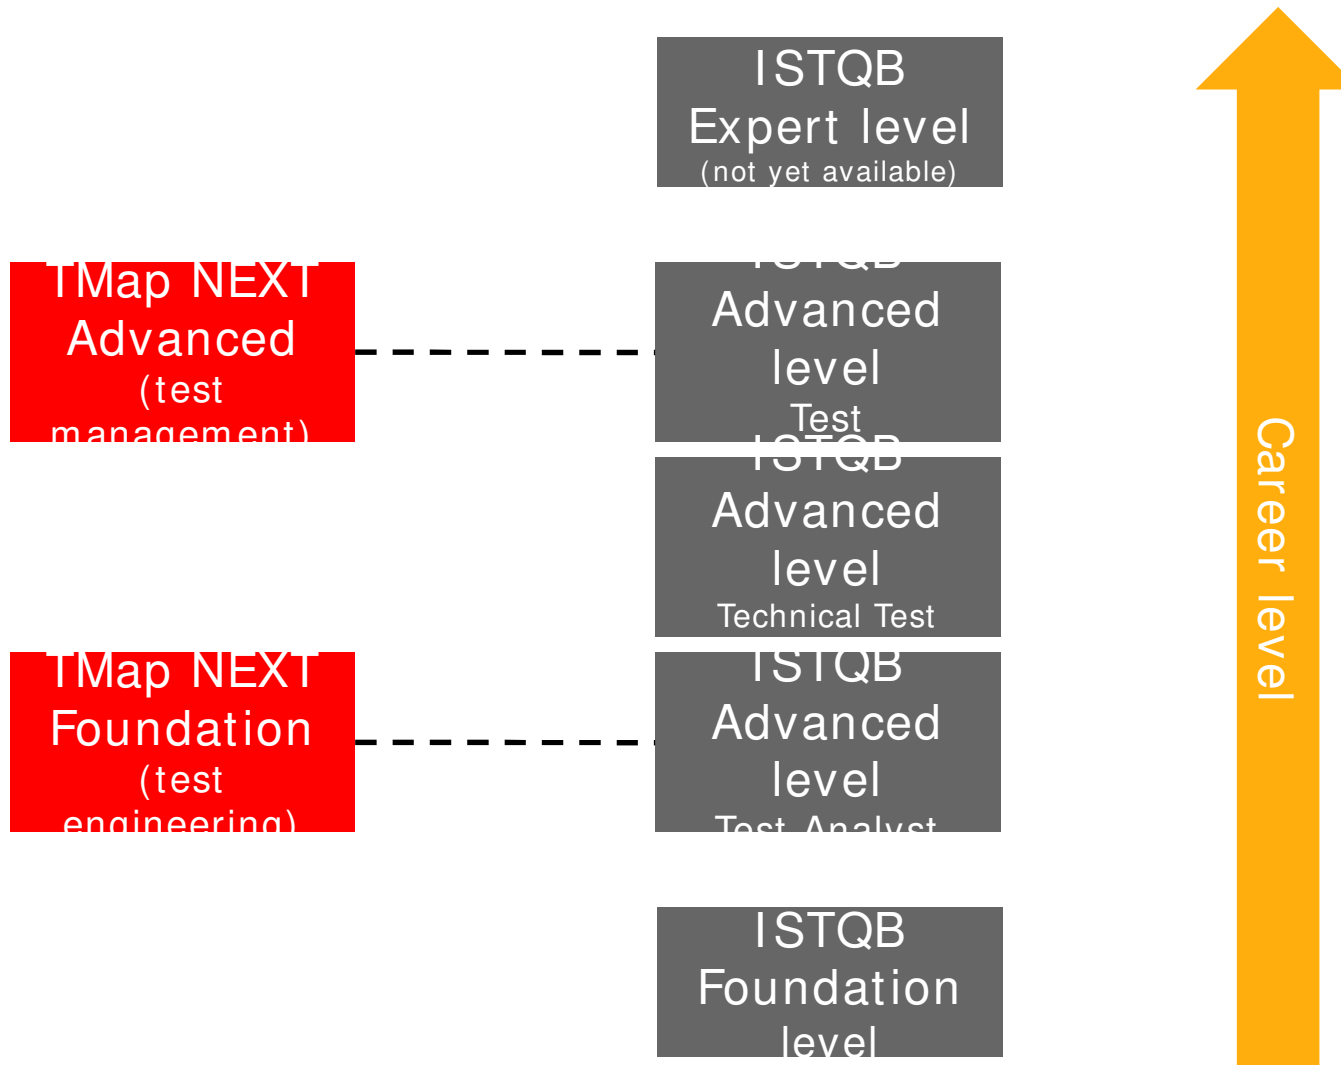 ISTQB
Expert level
(not yet available)
TMap NEXT
Advanced
(test
management)
ISTQB
Advanced
level
Test
ISTQB
Advanced
level
Technical Test
TMap NEXT
Foundation
(test
engineering)
ISTQB
Advanced
level
Test Analyst
ISTQB
Foundation
level
Career level